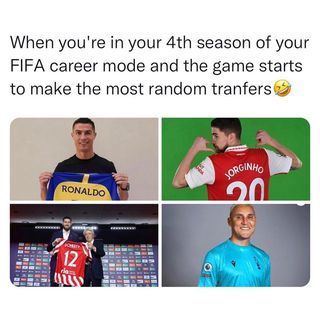 When you're in your 4th season of your
FIFA career mode and the game starts
to make the most random tranfers🤣
RONALDO
JORGINHO
20
DOHERTY
12